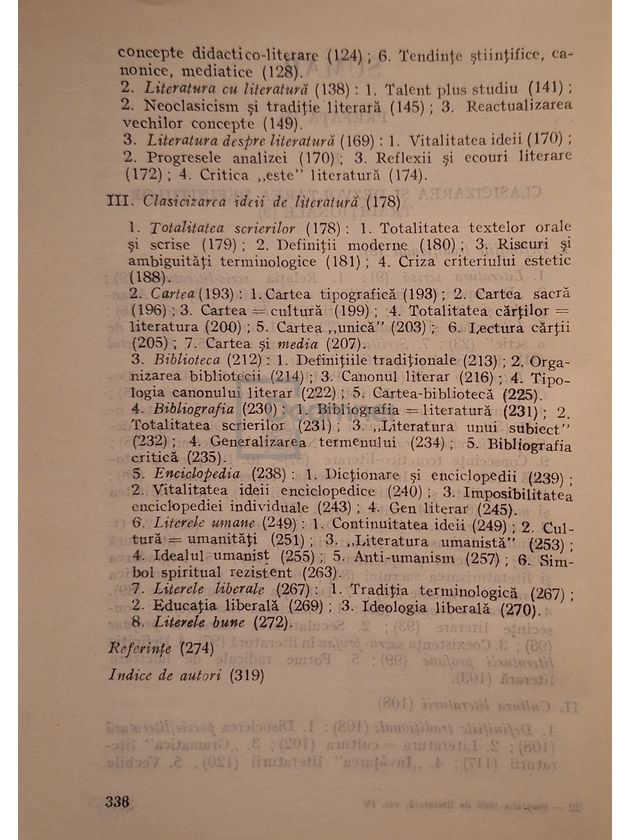 concepte didactico-literare (124) ; 6. Tendințe științifice, ca-
nonice, mediatice (128).
2. Literatura cu literatură (138) : 1. Talent plus studiu (141) ;
2. Neoclasicism și tradiție literară (145) ; 3. Reactualizarea
vechilor concepte (149).
3. Literatura despre literatură (169) : 1. Vitalitatea ideii (170) ;
2. Progresele analizei (170) ; 3. Reflexii și ecouri literare
(172) ; 4. Critica „este” literatură (174).
III. Clasicizarea ideii de literatură (178)
1. Totalitatea scrierilor (178) : 1. Totalitatea textelor orale
și scrise (179) ; 2. Definiții moderne (180) ; 3. Riscuri și
ambiguități terminologice (181) ; 4. Criza criteriului estetic
(188).
2. Cartea (193) : 1. Cartea tipografică (193) ; 2. Cartea sacră
(196) ; 3. Cartea = cultură (199) ; 4. Totalitatea cărților =
literatura (200) ; 5. Cartea „unică” (203) ; 6. Lectura cărții
(205) ; 7. Cartea și media (207).
3. Biblioteca (212) : 1. Definițiile tradiționale (213) ; 2. Orga-
nizarea bibliotecii (214) ; 3. Canonul literar (216) ; 4. Tipo-
logia canonului literar (222) ; 5. Cartea-bibliotecă (225).
4. Bibliografia (230) : 1. Bibliografia = literatură (231) ; 2.
Totalitatea scrierilor (231) ; 3. „Literatura unui subiect”
(232) ; 4. Generalizarea termenului (234) ; 5. Bibliografia
critică (235).
5. Enciclopedia (238) : 1. Dicționare și enciclopedii (239) ;
2. Vitalitatea ideii enciclopedice (240) ; 3. Imposibilitatea
enciclopediei individuale (243) ; 4. Gen literar (245).
6. Literele umane (249) : 1. Continuitatea ideii (249) ; 2. Cul-
tură = umanități (251) ; 3. „Literatura umanistă” (253) ;
4. Idealul umanist (255) ; 5. Anti-umanism (257) ; 6. Sim-
bol spiritual rezistent (263).
7. Literele liberale (267) : 1. Tradiția terminologică (267) ;
2. Educația liberală (269) ; 3. Ideologia liberală (270).
8. Literele bune (272).
Referințe (274)
Indice de autori (319)
338